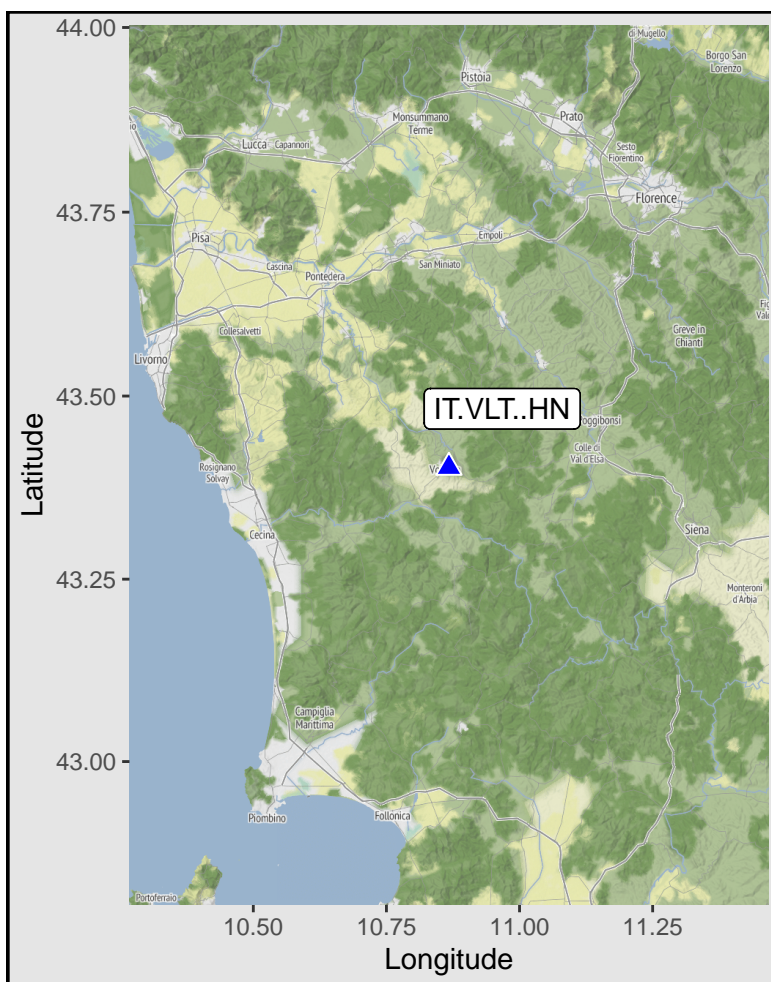 44.00
43.75
43.50
43.25
43.00
Latitude
10.50
10.75
11.00
11.25
Longitude
IT.VLT..HN
di Mugello
Borgo San
Lorenzo
Pistoia
Prato
Monsummano
Terme
Lucca
Capannori
Sesto
Fiorentino
Florence
Pisa
Cascina
Pontedera
San Miniato
Empoli
Collesalvetti
Livorno
Greve in
Chianti
Rosignano
Solvay
Colle di
Val d'Elsa
Cecina
Siena
Monteroni
d'Arbia
Campiglia
Marittima
Piombino
Follonica
Portoferraio